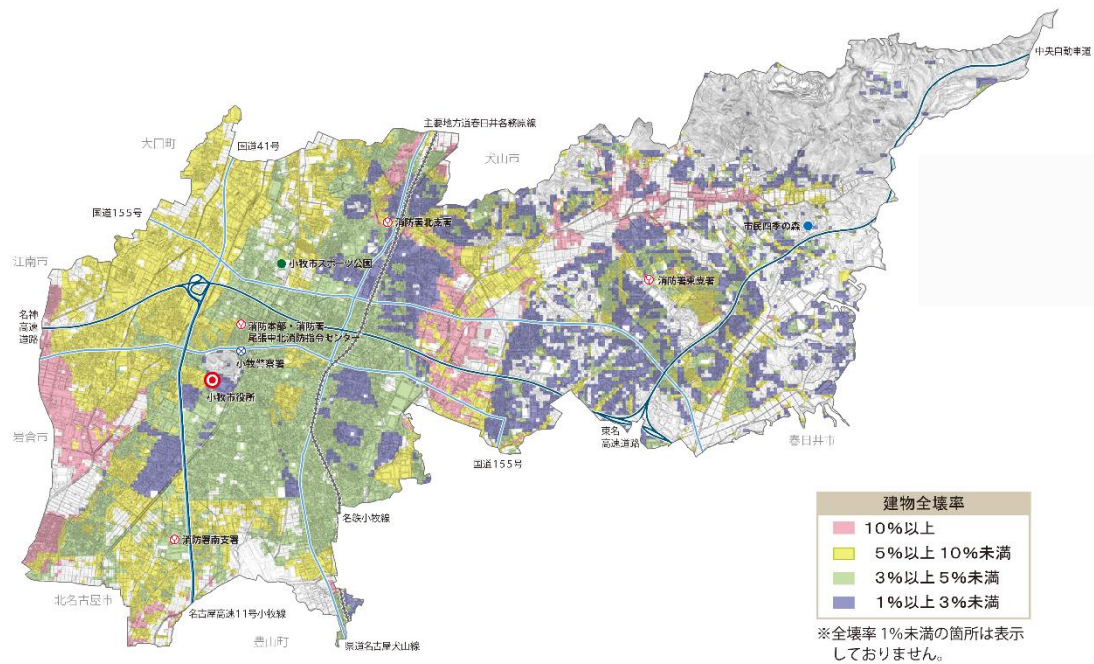 中央自動車道
主要地方道春日井各務原線
大口町
国道41号
犬山市
国道155号
消防署北支署
市民四季の森
江南市
小牧市スポーツ公園
消防署東支署
名神
高速
道路
消防本部・消防署
尾張中北消防指令センター
小牧警察署
小牧市役所
岩倉市
東名
高速道路
春日井市
国道155号
名鉄小牧線
消防署南支署
北名古屋市
名古屋高速11号小牧線
豊山町
県道名古屋犬山線
建物全壊率
10%以上
5%以上10%未満
3%以上5%未満
1%以上3%未満
※全壊率1%未満の箇所は表示
しておりません。